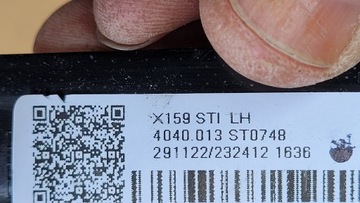 X159 STI LH
4040.013 ST0748
291122/232412 1636